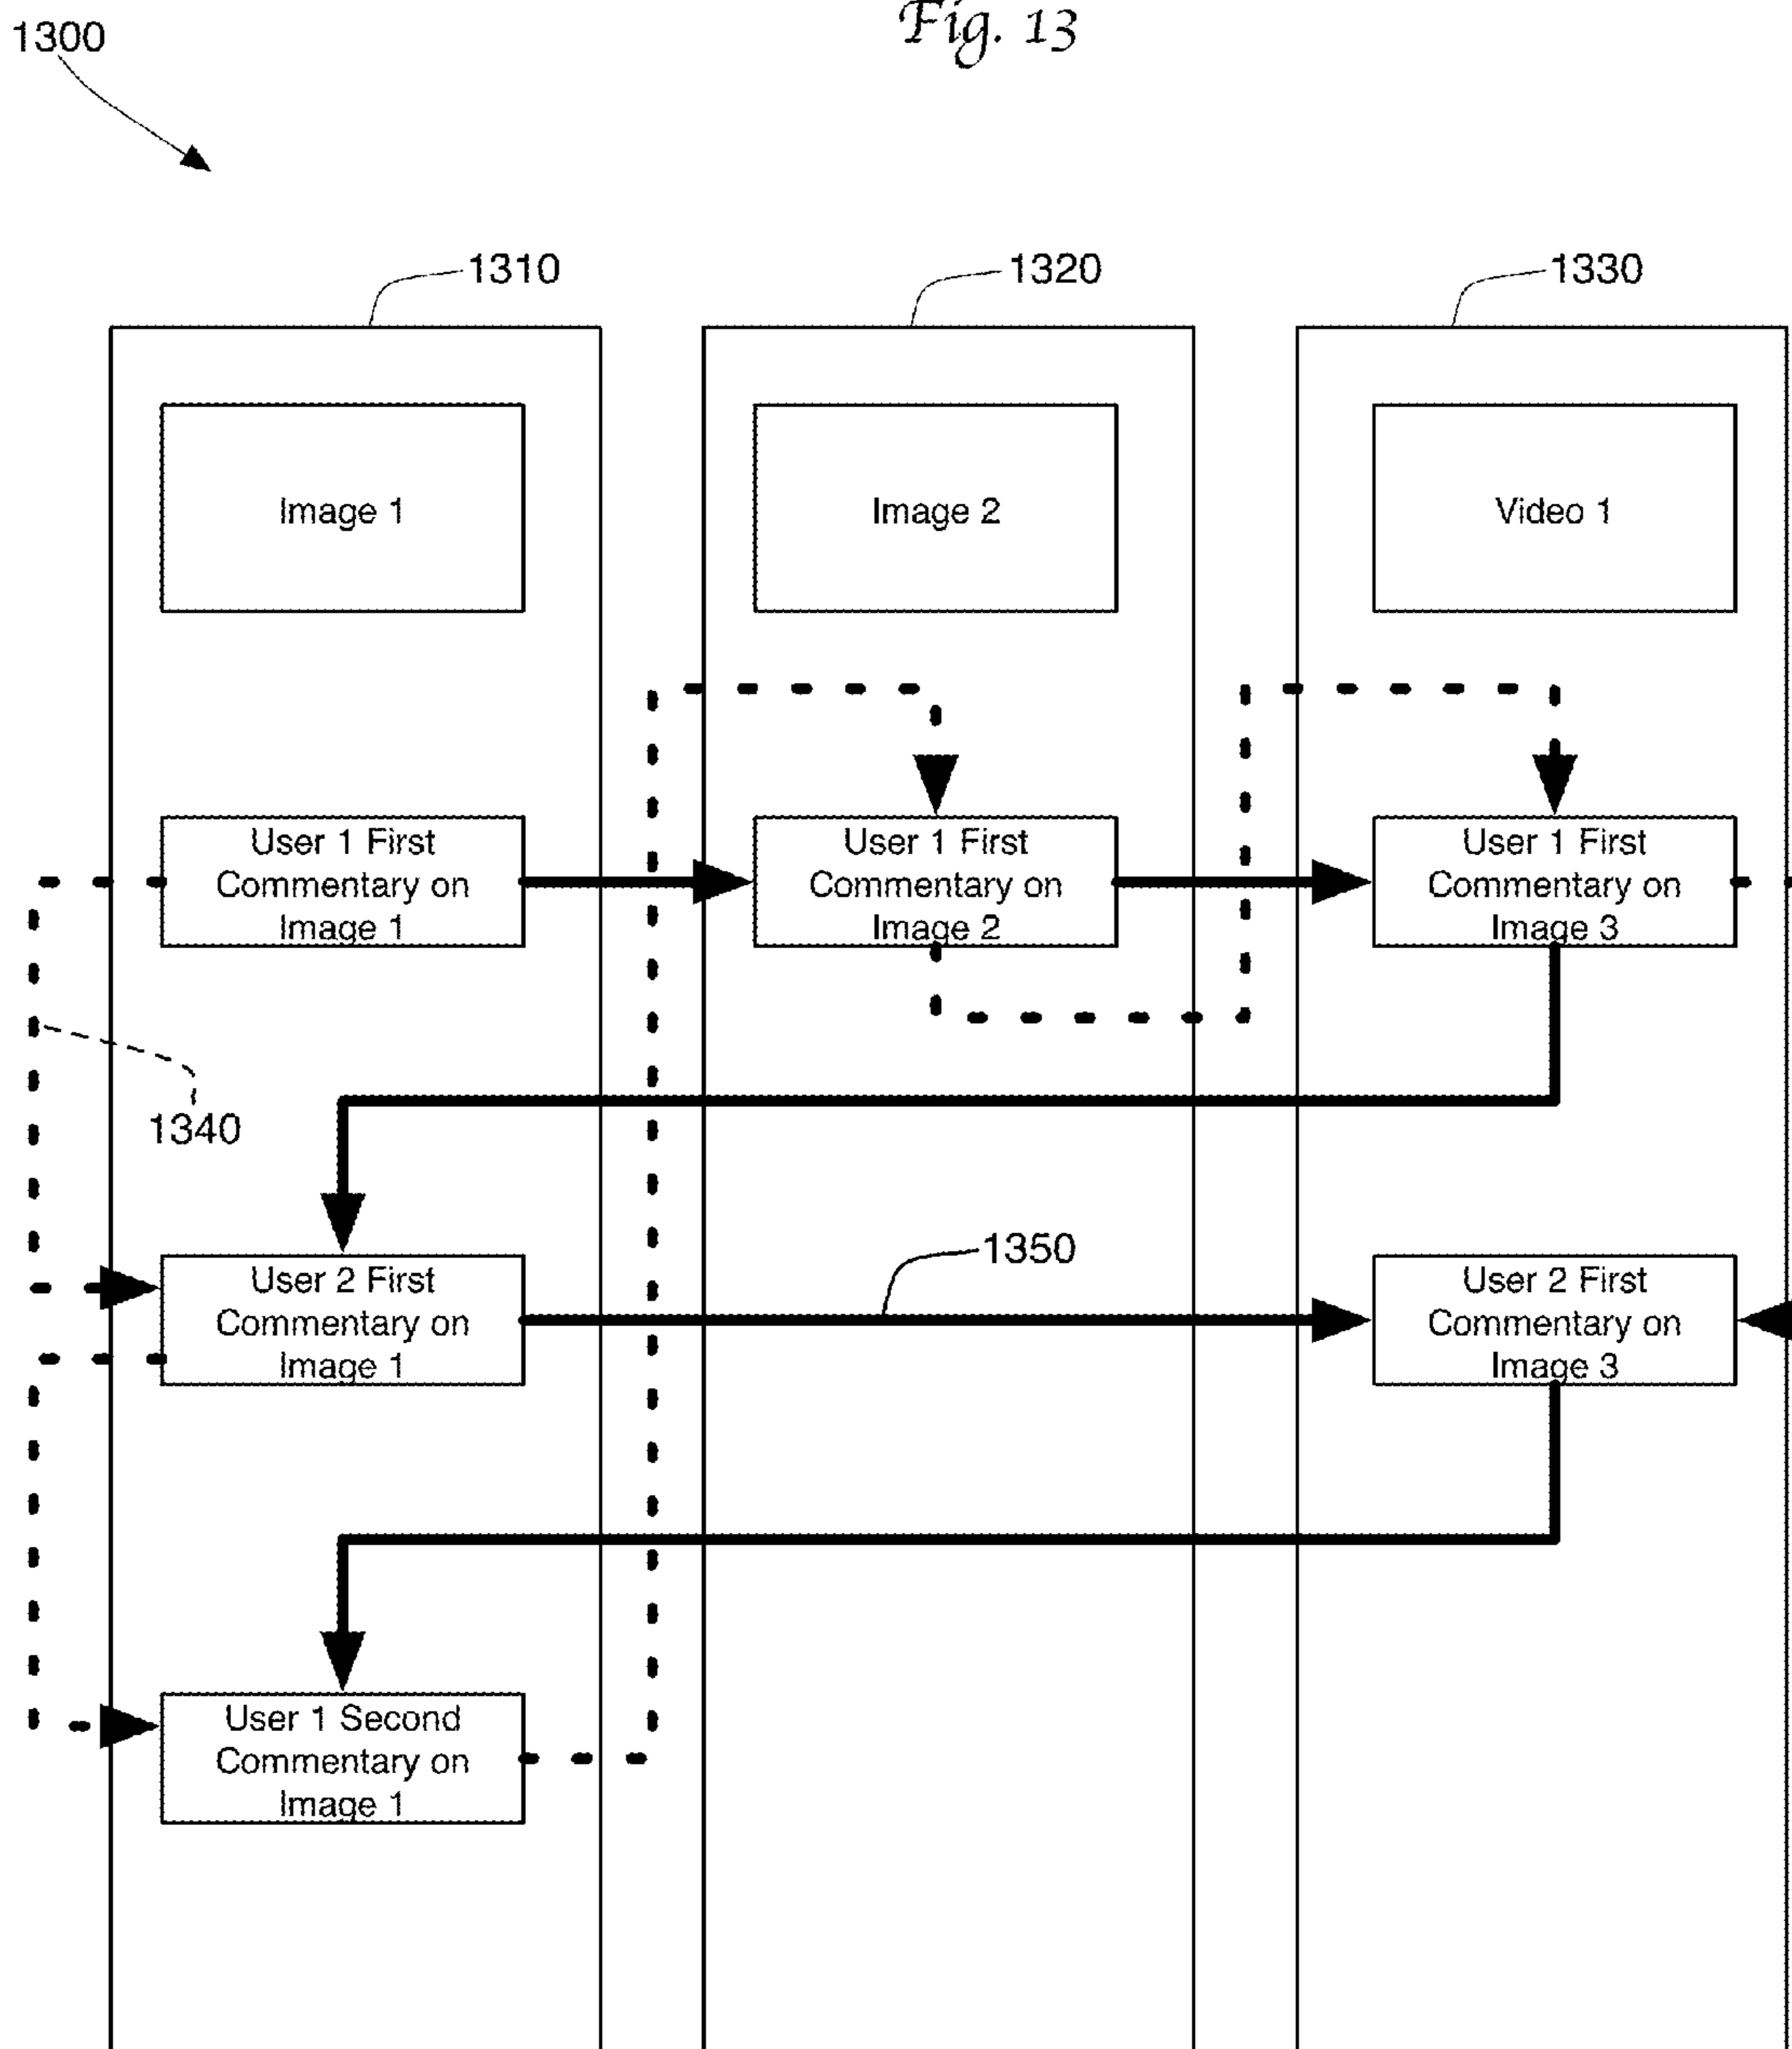 Fig. 13
1300
1310
1320
1330
Image 1
Image 2
Video 1
User 1 First
Commentary on
Image 1
User 1 First
Commentary on
Image 2
User 1 First
Commentary on
Image 3
1340
1350
User 2 First
Commentary on
Image 1
User 2 First
Commentary on
Image 3
User 1 Second
Commentary on
Image 1